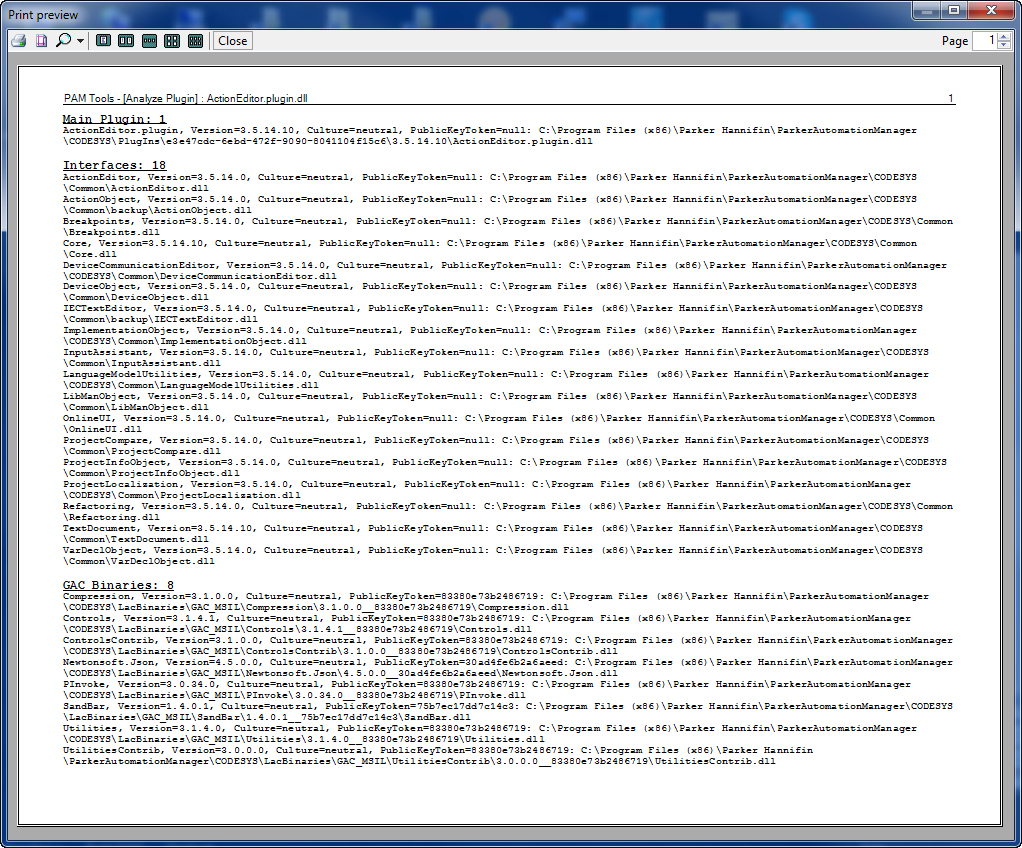 Print preview
Close
Page 1
PAM Tools - [Analyze Plugin] : ActionEditor.plugin.dll 1
Main Plugin: 1
ActionEditor.plugin, Version=3.5.14.10, Culture=neutral, PublicKeyToken=null: C:\Program Files (x86)\Parker Hannifin\ParkerAutomationManager
\CODESYS\PlugIns\e3e47cdc-6ebd-472f-9090-8041104f15c6\3.5.14.10\ActionEditor.plugin.dll
Interfaces: 18
ActionEditor, Version=3.5.14.0, Culture=neutral, PublicKeyToken=null: C:\Program Files (x86)\Parker Hannifin\ParkerAutomationManager\CODESYS
\Common\ActionEditor.dll
ActionObject, Version=3.5.14.0, Culture=neutral, PublicKeyToken=null: C:\Program Files (x86)\Parker Hannifin\ParkerAutomationManager\CODESYS
\Common\backup\ActionObject.dll
Breakpoints, Version=3.5.14.0, Culture=neutral, PublicKeyToken=null: C:\Program Files (x86)\Parker Hannifin\ParkerAutomationManager\CODESYS\Common
\Breakpoints.dll
Core, Version=3.5.14.10, Culture=neutral, PublicKeyToken=null: C:\Program Files (x86)\Parker Hannifin\ParkerAutomationManager\CODESYS\Common
\Core.dll
DeviceCommunicationEditor, Version=3.5.14.0, Culture=neutral, PublicKeyToken=null: C:\Program Files (x86)\Parker Hannifin\ParkerAutomationManager
\CODESYS\Common\DeviceCommunicationEditor.dll
DeviceObject, Version=3.5.14.0, Culture=neutral, PublicKeyToken=null: C:\Program Files (x86)\Parker Hannifin\ParkerAutomationManager\CODESYS
\Common\DeviceObject.dll
IECTextEditor, Version=3.5.14.0, Culture=neutral, PublicKeyToken=null: C:\Program Files (x86)\Parker Hannifin\ParkerAutomationManager\CODESYS
\Common\backup\IECTextEditor.dll
ImplementationObject, Version=3.5.14.0, Culture=neutral, PublicKeyToken=null: C:\Program Files (x86)\Parker Hannifin\ParkerAutomationManager
\CODESYS\Common\ImplementationObject.dll
InputAssistant, Version=3.5.14.0, Culture=neutral, PublicKeyToken=null: C:\Program Files (x86)\Parker Hannifin\ParkerAutomationManager\CODESYS
\Common\InputAssistant.dll
LanguageModelUtilities, Version=3.5.14.0, Culture=neutral, PublicKeyToken=null: C:\Program Files (x86)\Parker Hannifin\ParkerAutomationManager
\CODESYS\Common\LanguageModelUtilities.dll
LibManObject, Version=3.5.14.0, Culture=neutral, PublicKeyToken=null: C:\Program Files (x86)\Parker Hannifin\ParkerAutomationManager\CODESYS
\Common\LibManObject.dll
OnlineUI, Version=3.5.14.0, Culture=neutral, PublicKeyToken=null: C:\Program Files (x86)\Parker Hannifin\ParkerAutomationManager\CODESYS\Common
\OnlineUI.dll
ProjectCompare, Version=3.5.14.0, Culture=neutral, PublicKeyToken=null: C:\Program Files (x86)\Parker Hannifin\ParkerAutomationManager\CODESYS
\Common\ProjectCompare.dll
ProjectInfoObject, Version=3.5.14.0, Culture=neutral, PublicKeyToken=null: C:\Program Files (x86)\Parker Hannifin\ParkerAutomationManager\CODESYS
\Common\ProjectInfoObject.dll
ProjectLocalization, Version=3.5.14.0, Culture=neutral, PublicKeyToken=null: C:\Program Files (x86)\Parker Hannifin\ParkerAutomationManager
\CODESYS\Common\ProjectLocalization.dll
Refactoring, Version=3.5.14.0, Culture=neutral, PublicKeyToken=null: C:\Program Files (x86)\Parker Hannifin\ParkerAutomationManager\CODESYS\Common
\Refactoring.dll
TextDocument, Version=3.5.14.10, Culture=neutral, PublicKeyToken=null: C:\Program Files (x86)\Parker Hannifin\ParkerAutomationManager\CODESYS
\Common\TextDocument.dll
VarDeclObject, Version=3.5.14.0, Culture=neutral, PublicKeyToken=null: C:\Program Files (x86)\Parker Hannifin\ParkerAutomationManager\CODESYS
\Common\VarDeclObject.dll
GAC Binaries: 8
Compression, Version=3.1.0.0, Culture=neutral, PublicKeyToken=83380e73b2486719: C:\Program Files (x86)\Parker Hannifin\ParkerAutomationManager
\CODESYS\LacBinaries\GAC_MSIL\Compression\3.1.0.0__83380e73b2486719\Compression.dll
Controls, Version=3.1.4.1, Culture=neutral, PublicKeyToken=83380e73b2486719: C:\Program Files (x86)\Parker Hannifin\ParkerAutomationManager
\CODESYS\LacBinaries\GAC_MSIL\Controls\3.1.4.1__83380e73b2486719\Controls.dll
ControlsContrib, Version=3.1.0.0, Culture=neutral, PublicKeyToken=83380e73b2486719: C:\Program Files (x86)\Parker Hannifin\ParkerAutomationManager
\CODESYS\LacBinaries\GAC_MSIL\ControlsContrib\3.1.0.0__83380e73b2486719\ControlsContrib.dll
Newtonsoft.Json, Version=4.5.0.0, Culture=neutral, PublicKeyToken=30ad4fe6b2a6aeed: C:\Program Files (x86)\Parker Hannifin\ParkerAutomationManager
\CODESYS\LacBinaries\GAC_MSIL\Newtonsoft.Json\4.5.0.0__30ad4fe6b2a6aeed\Newtonsoft.Json.dll
PInvoke, Version=3.0.34.0, Culture=neutral, PublicKeyToken=83380e73b2486719: C:\Program Files (x86)\Parker Hannifin\ParkerAutomationManager
\CODESYS\LacBinaries\GAC_MSIL\PInvoke\3.0.34.0__83380e73b2486719\PInvoke.dll
SandBar, Version=1.4.0.1, Culture=neutral, PublicKeyToken=75b7ec17dd7c14c3: C:\Program Files (x86)\Parker Hannifin\ParkerAutomationManager\CODESYS
\LacBinaries\GAC_MSIL\SandBar\1.4.0.1__75b7ec17dd7c14c3\SandBar.dll
Utilities, Version=3.1.4.0, Culture=neutral, PublicKeyToken=83380e73b2486719: C:\Program Files (x86)\Parker Hannifin\ParkerAutomationManager
\CODESYS\LacBinaries\GAC_MSIL\Utilities\3.1.4.0__83380e73b2486719\Utilities.dll
UtilitiesContrib, Version=3.0.0.0, Culture=neutral, PublicKeyToken=83380e73b2486719: C:\Program Files (x86)\Parker Hannifin
\ParkerAutomationManager\CODESYS\LacBinaries\GAC_MSIL\UtilitiesContrib\3.0.0.0__83380e73b2486719\UtilitiesContrib.dll